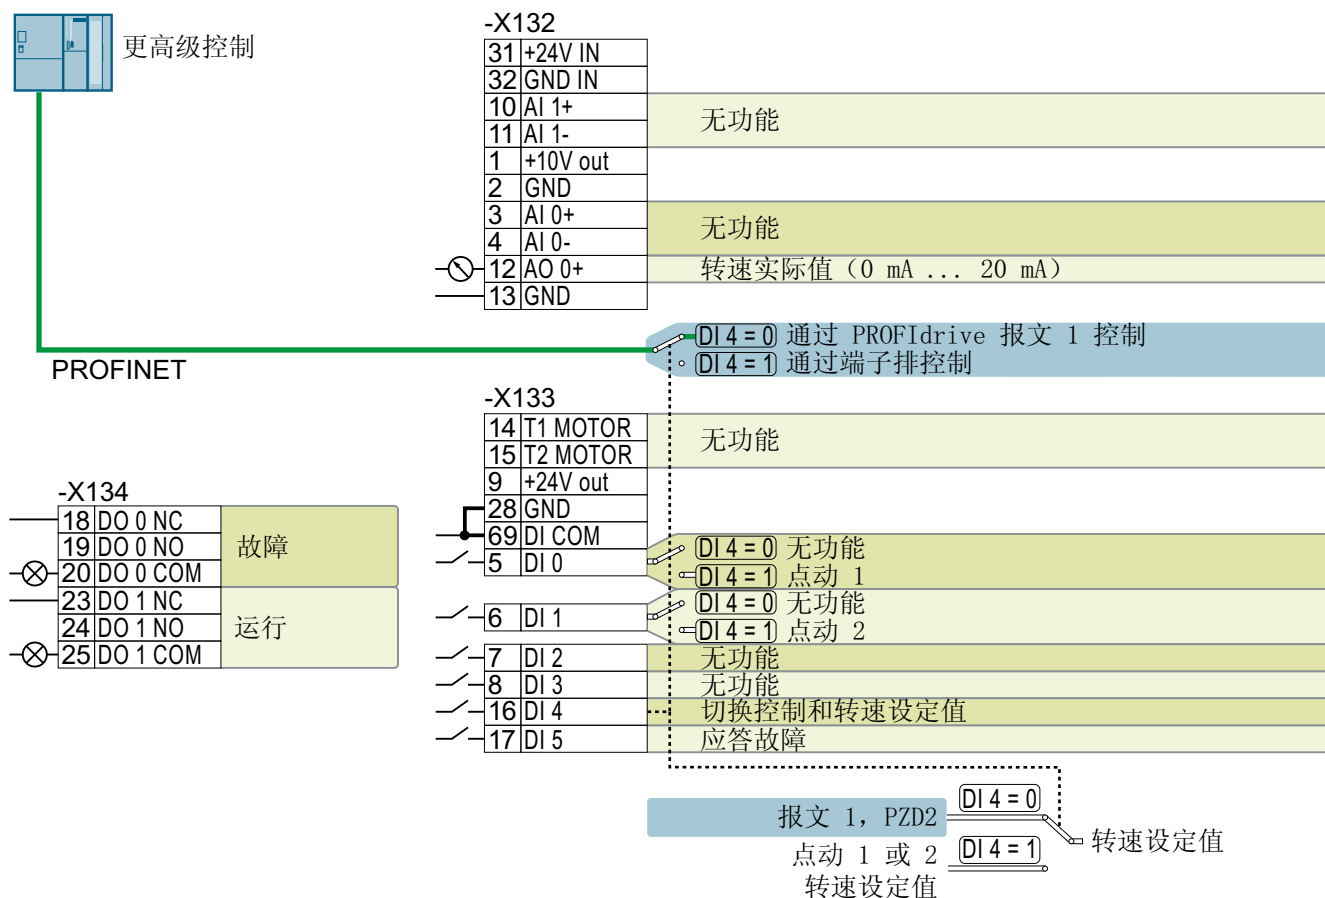 更高级控制
PROFINET
-X132
31 +24V IN
32 GND IN
10 AI 1+
11 AI 1-
无功能
1 +10V out
2 GND
3 AI 0+
4 AI 0-
无功能
12 AO 0+ 转速实际值（0 mA ... 20 mA）
13 GND
DI 4 = 0 通过 PROFIdrive 报文 1 控制
DI 4 = 1 通过端子排控制
-X133
14 T1 MOTOR
15 T2 MOTOR
无功能
9 +24V out
28 GND
69 DI COM
5 DI 0
DI 4 = 0 无功能
DI 4 = 1 点动 1
6 DI 1
DI 4 = 0 无功能
DI 4 = 1 点动 2
7 DI 2 无功能
8 DI 3 无功能
16 DI 4 切换控制和转速设定值
17 DI 5 应答故障
-X134
18 DO 0 NC
19 DO 0 NO
20 DO 0 COM
故障
23 DO 1 NC
24 DO 1 NO
25 DO 1 COM
运行
报文 1，PZD2 DI 4 = 0
转速设定值
点动 1 或 2 DI 4 = 1
转速设定值